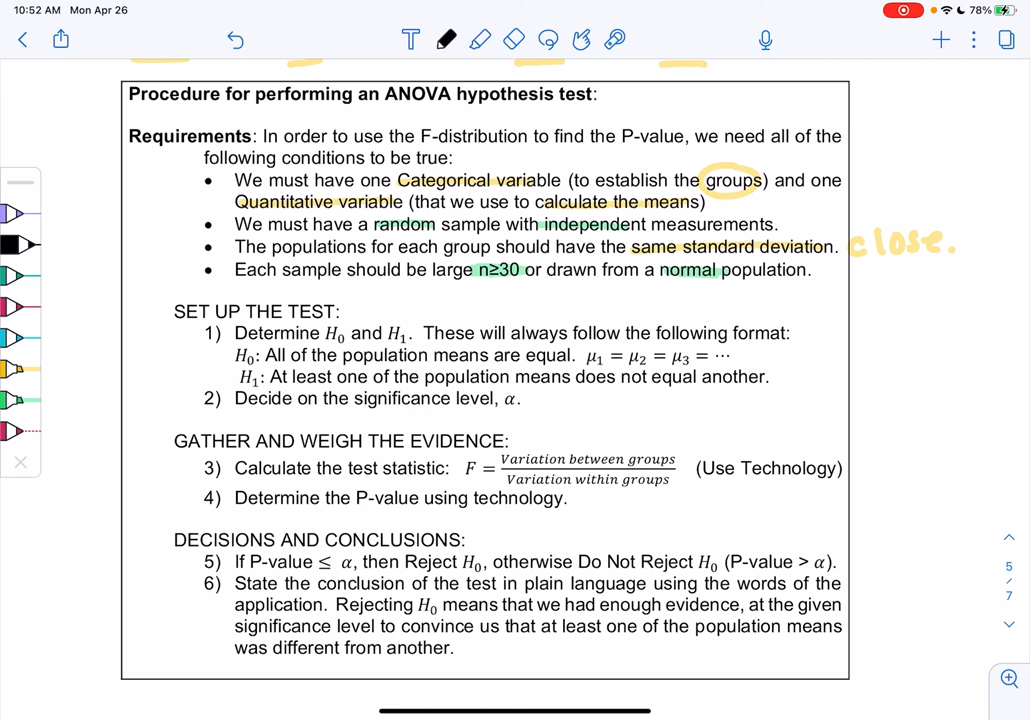 10:52 AM Mon Apr 26
78%
T
Procedure for performing an ANOVA hypothesis test:
Requirements: In order to use the F-distribution to find the P-value, we need all of the
following conditions to be true:
• We must have one Categorical variable (to establish the groups) and one
Quantitative variable (that we use to calculate the means)
• We must have a random sample with independent measurements.
• The populations for each group should have the same standard deviation. close.
• Each sample should be large n≥30 or drawn from a normal population.
SET UP THE TEST:
1) Determine H₀ and H₁. These will always follow the following format:
H₀: All of the population means are equal. μ₁ = μ₂ = μ₃ = ⋯
H₁: At least one of the population means does not equal another.
2) Decide on the significance level, α.
GATHER AND WEIGH THE EVIDENCE:
3) Calculate the test statistic: F = Variation between groups / Variation within groups (Use Technology)
4) Determine the P-value using technology.
DECISIONS AND CONCLUSIONS:
5) If P-value ≤ α, then Reject H₀, otherwise Do Not Reject H₀ (P-value > α).
6) State the conclusion of the test in plain language using the words of the
application. Rejecting H₀ means that we had enough evidence, at the given
significance level to convince us that at least one of the population means
was different from another.
5
/
7